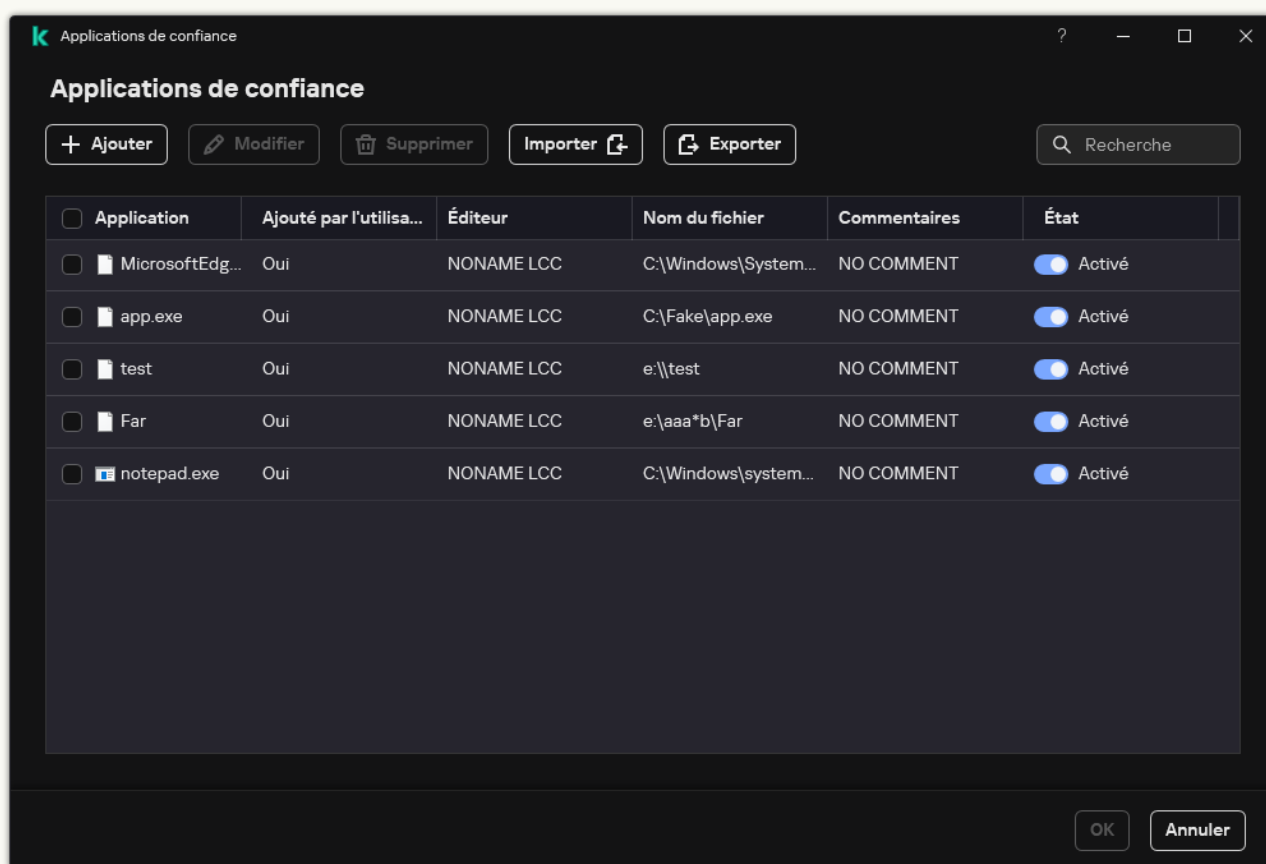 Applications de confiance
?
Applications de confiance
Ajouter Modifier Supprimer Importer Exporter Recherche
Application Ajouté par l'utilisa... Éditeur Nom du fichier Commentaires État
MicrosoftEdg... Oui NONAME LCC C:\Windows\System... NO COMMENT Activé
app.exe Oui NONAME LCC C:\Fake\app.exe NO COMMENT Activé
test Oui NONAME LCC e:\\test NO COMMENT Activé
Far Oui NONAME LCC e:\aaa*b\Far NO COMMENT Activé
notepad.exe Oui NONAME LCC C:\Windows\system... NO COMMENT Activé
OK Annuler